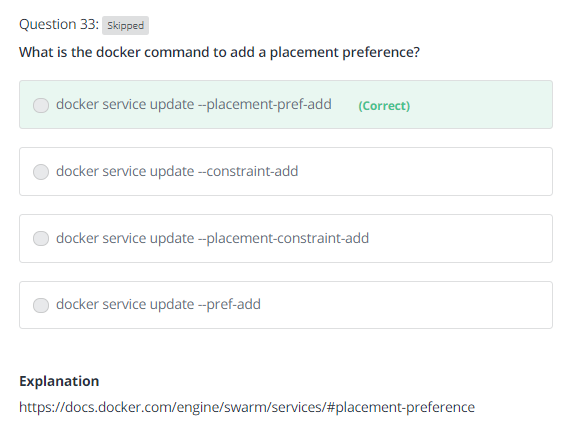 Question 33: Skipped
What is the docker command to add a placement preference?
docker service update --placement-pref-add (Correct)
docker service update --constraint-add
docker service update --placement-constraint-add
docker service update --pref-add
Explanation
https://docs.docker.com/engine/swarm/services/#placement-preference